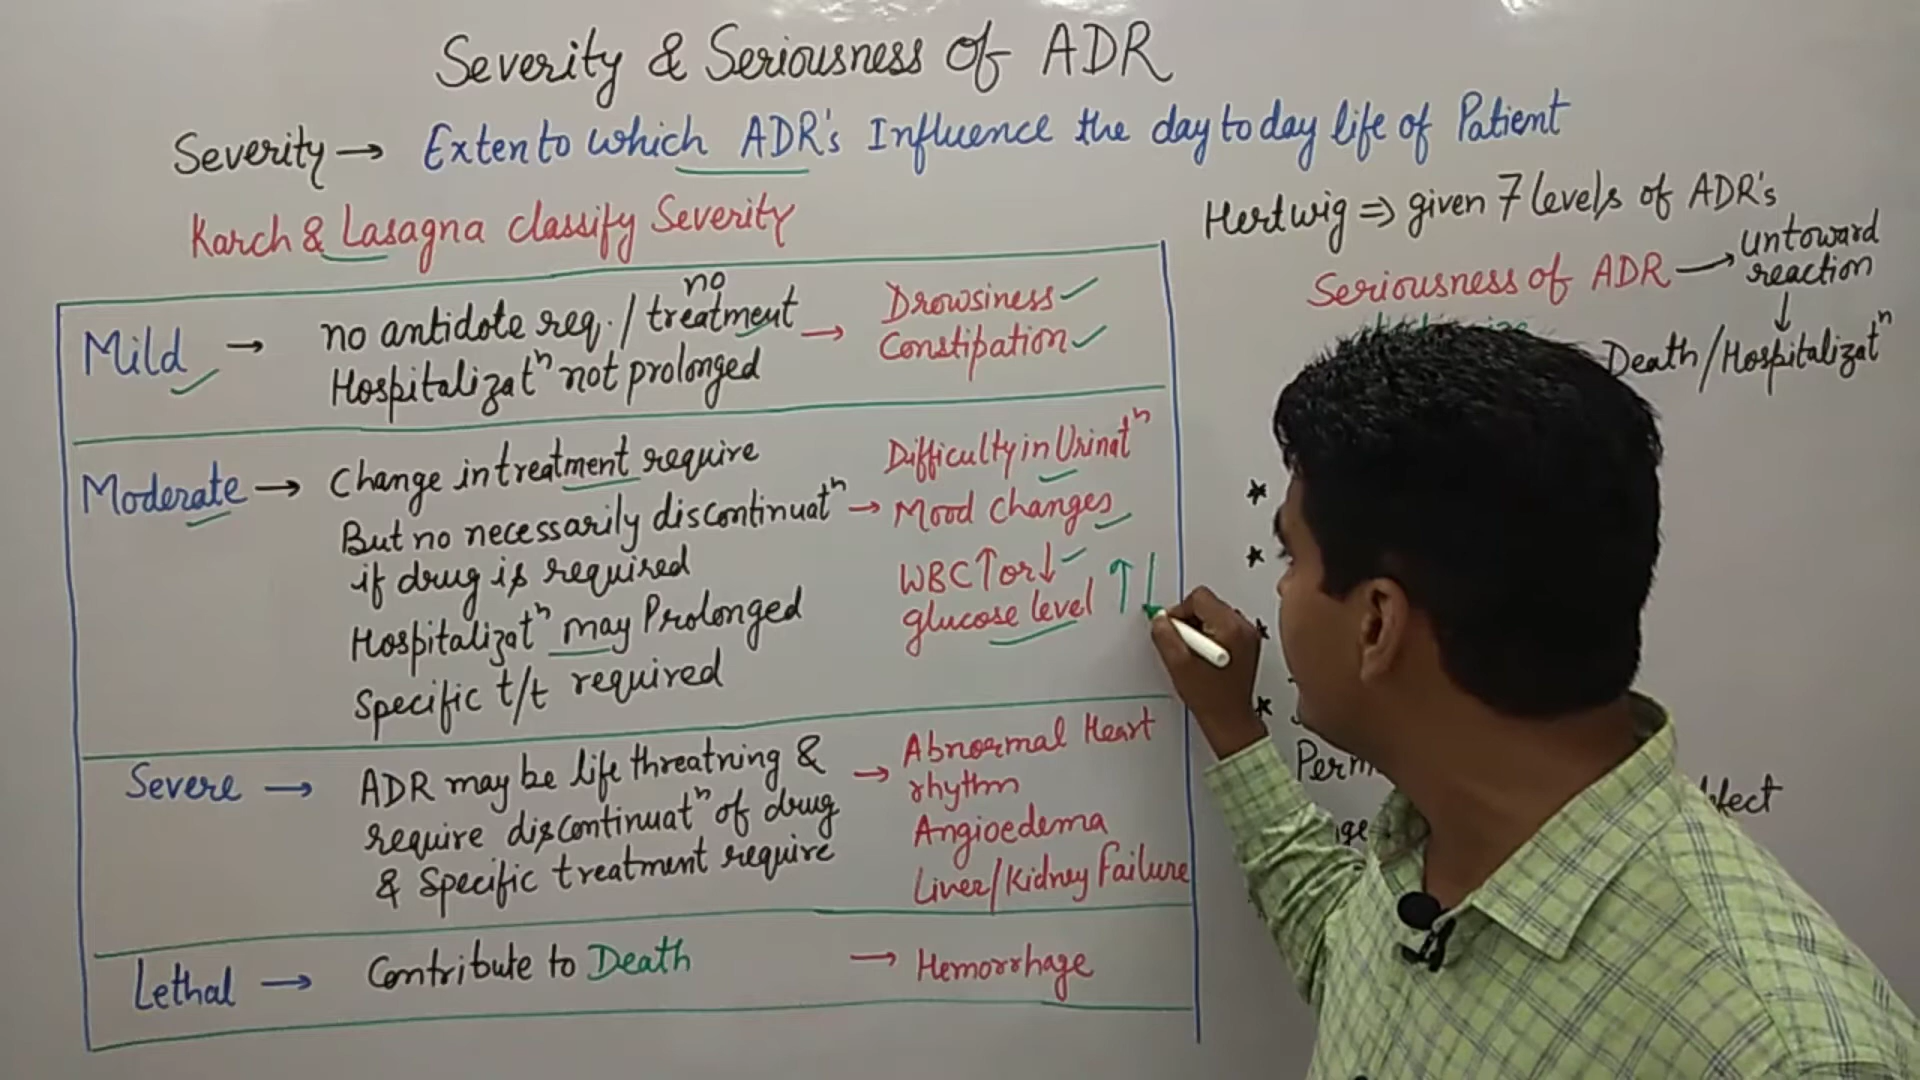 Severity & Seriousness of ADR
Severity → Extento which ADR's Influence the day to day life of Patient
Karch & Lasagna classify Severity
Mild → no antidote req. / no treatment
Hospitalizatⁿ not prolonged
→ Drowsiness ✓
Constipation ✓
Moderate → Change in treatment require
But no necessarily discontinuatⁿ
if drug is required
Hospitalizatⁿ may Prolonged
Specific t/t required
→ Difficulty in Urinatⁿ
Mood changes
WBC ↑ or ↓
glucose level ↑ ↓
Severe → ADR may be life threatning &
require discontinuatⁿ of drug
& Specific treatment require
→ Abnormal Heart
rhythm
Angioedema
Liver/Kidney Failure
Lethal → Contribute to Death → Hemorrhage
Hertwig ⇒ given 7 levels of ADR's
Seriousness of ADR → untoward
reaction
↓
Death/Hospitalizatⁿ